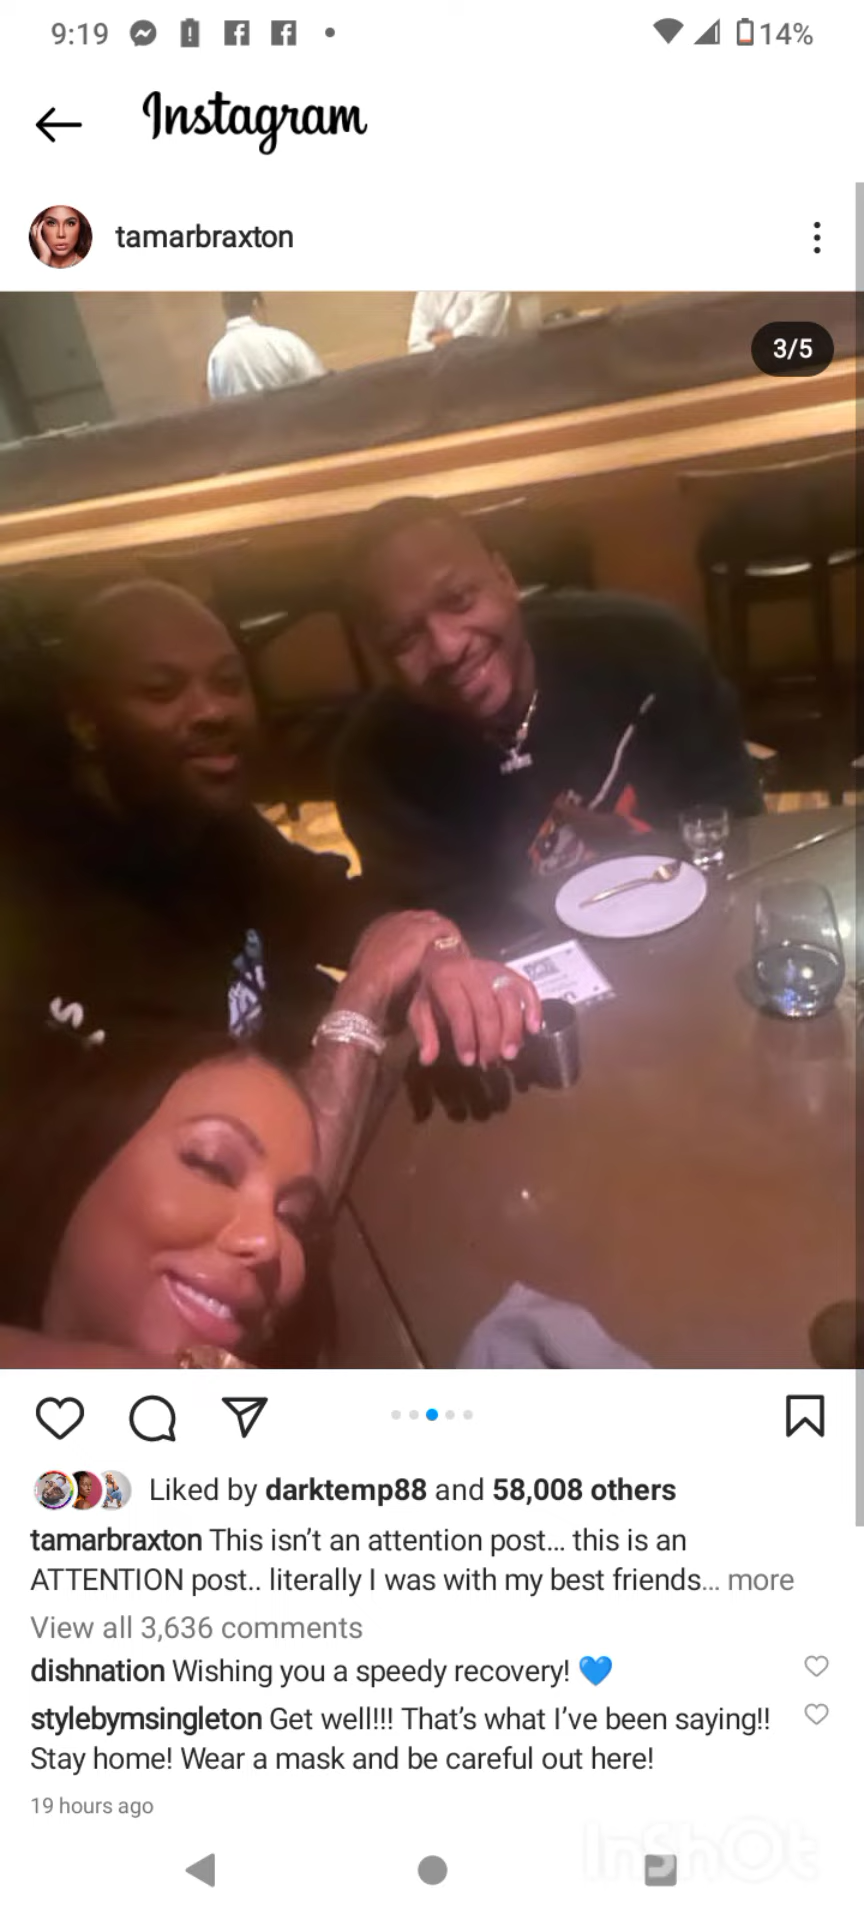 9:19
14%
Instagram
tamarbraxton
3/5
Liked by darktemp88 and 58,008 others
tamarbraxton This isn't an attention post... this is an
ATTENTION post.. literally I was with my best friends... more
View all 3,636 comments
dishnation Wishing you a speedy recovery! 💙
stylebymsingleton Get well!!! That's what I've been saying!!
Stay home! Wear a mask and be careful out here!
19 hours ago
InShOt